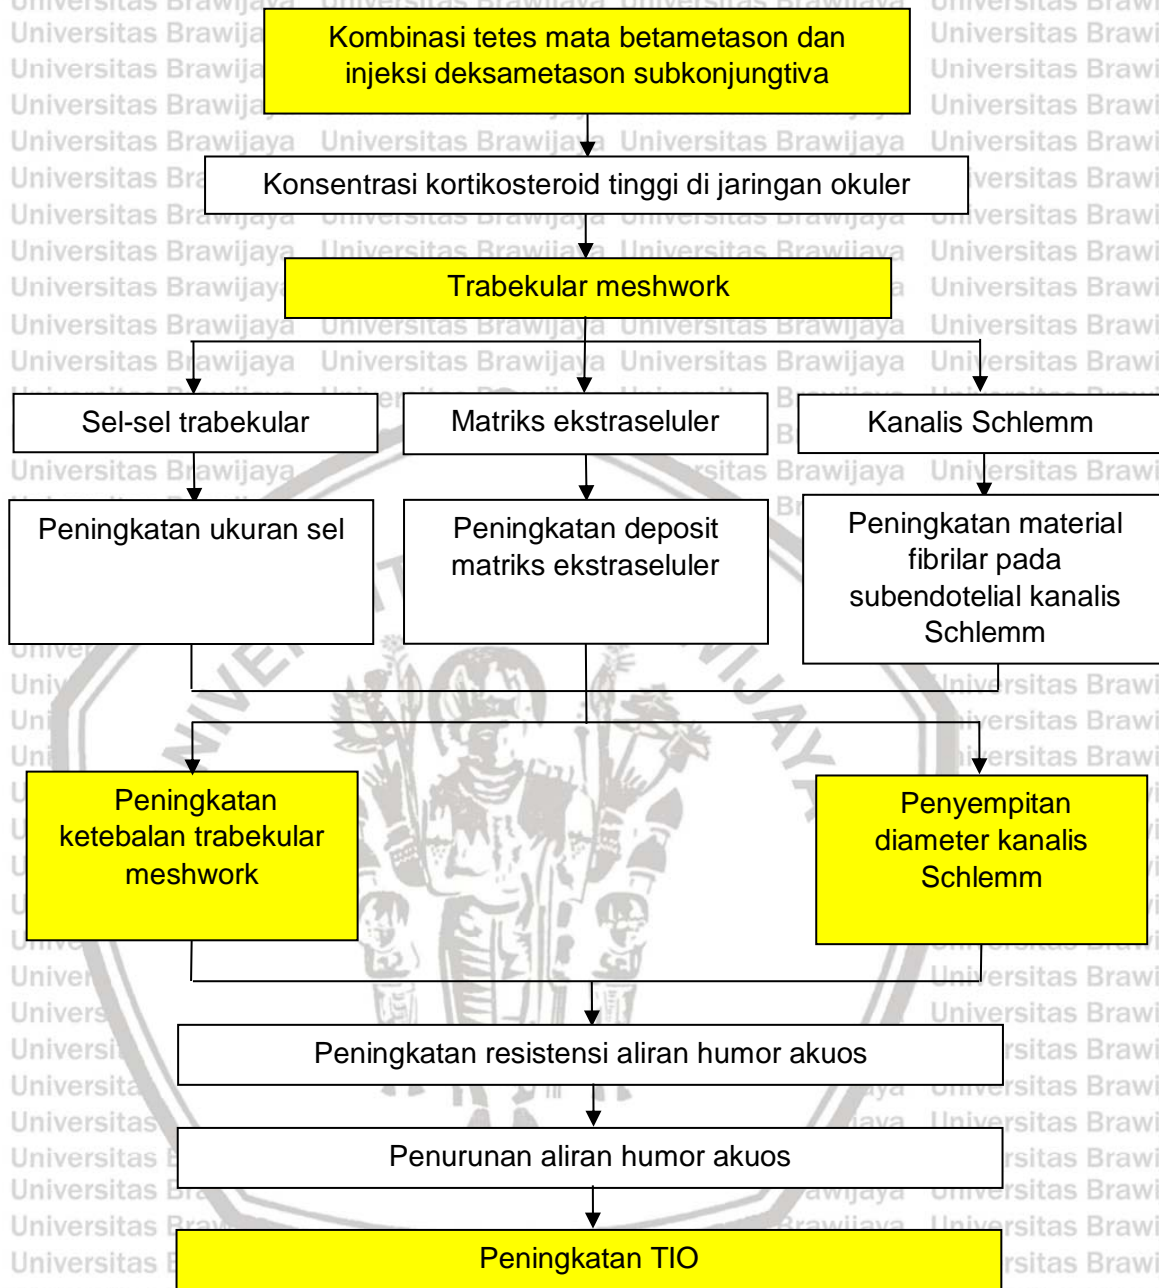 Kombinasi tetes mata betametason dan
injeksi deksametason subkonjungtiva
Konsentrasi kortikosteroid tinggi di jaringan okuler
Trabekular meshwork
Sel-sel trabekular
Matriks ekstraseluler
Kanalis Schlemm
Peningkatan ukuran sel
Peningkatan deposit
matriks ekstraseluler
Peningkatan material
fibrilar pada
subendotelial kanalis
Schlemm
Peningkatan
ketebalan trabekular
meshwork
Penyempitan
diameter kanalis
Schlemm
Peningkatan resistensi aliran humor akuos
Penurunan aliran humor akuos
Peningkatan TIO